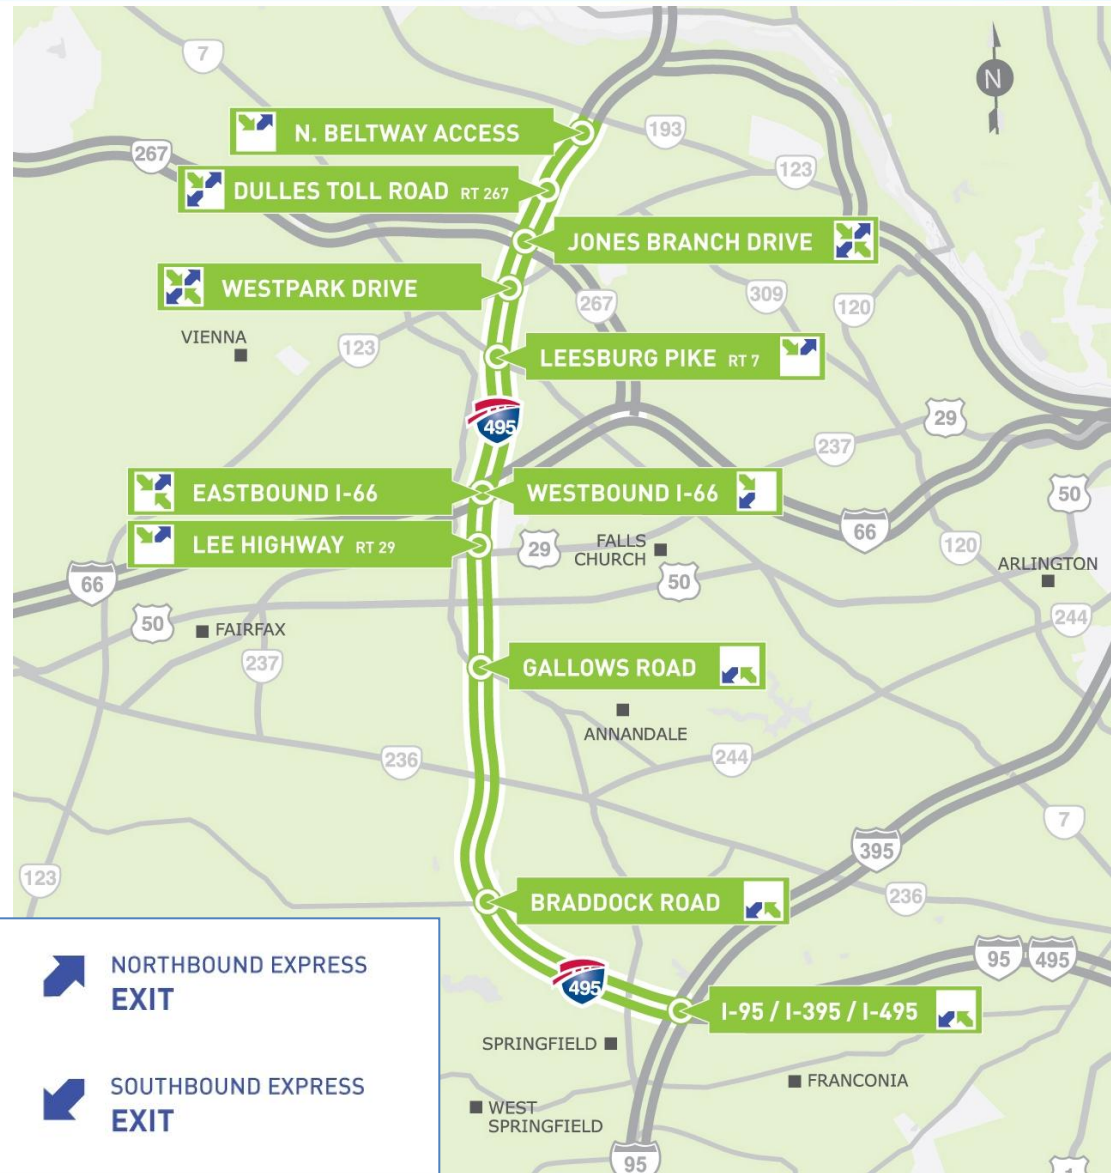 7
N
193
N. BELTWAY ACCESS
267
123
DULLES TOLL ROAD RT 267
JONES BRANCH DRIVE
WESTPARK DRIVE
267
309
120
VIENNA
123
LEESBURG PIKE RT 7
495
29
237
EASTBOUND I-66
WESTBOUND I-66
50
66
LEE HIGHWAY RT 29
29
FALLS
CHURCH
120
ARLINGTON
66
50
50
FAIRFAX
244
237
GALLOWS ROAD
ANNANDALE
236
244
7
395
123
236
BRADDOCK ROAD
95
495
495
I-95 / I-395 / I-495
SPRINGFIELD
FRANCONIA
WEST
SPRINGFIELD
95
1
NORTHBOUND EXPRESS
EXIT
SOUTHBOUND EXPRESS
EXIT